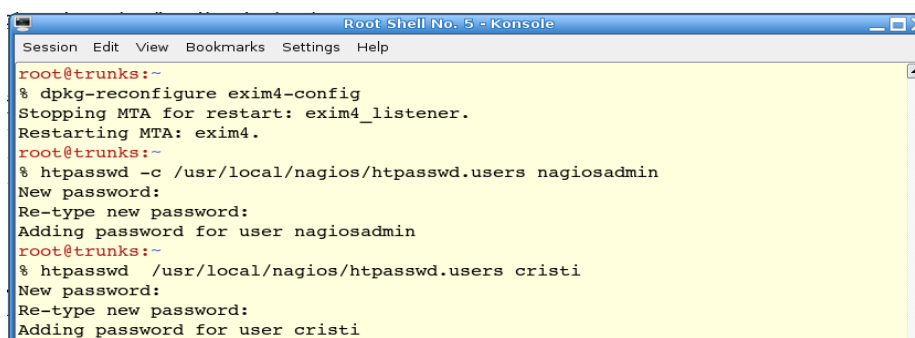 Root Shell No. 5 - Konsole
Session Edit View Bookmarks Settings Help
root@trunks:~
% dpkg-reconfigure exim4-config
Stopping MTA for restart: exim4_listener.
Restarting MTA: exim4.
root@trunks:~
% htpasswd -c /usr/local/nagios/htpasswd.users nagiosadmin
New password:
Re-type new password:
Adding password for user nagiosadmin
root@trunks:~
% htpasswd  /usr/local/nagios/htpasswd.users cristi
New password:
Re-type new password:
Adding password for user cristi